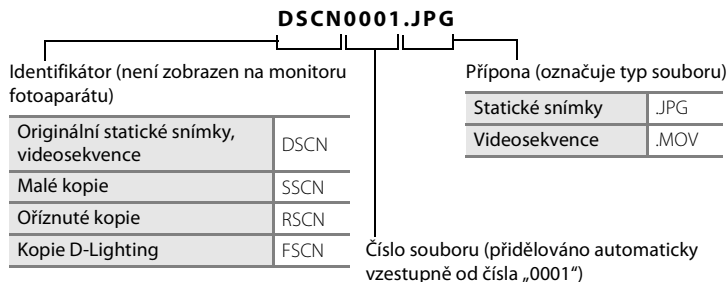 DSCN0001.JPG
Identifikátor (není zobrazen na monitoru
fotoaparátu)
Originální statické snímky,
videosekvence
DSCN
Malé kopie
SSCN
Oříznuté kopie
RSCN
Kopie D-Lighting
FSCN
Přípona (označuje typ souboru)
Statické snímky
.JPG
Videosekvence
.MOV
Číslo souboru (přidělováno automaticky
vzestupně od čísla „0001“)